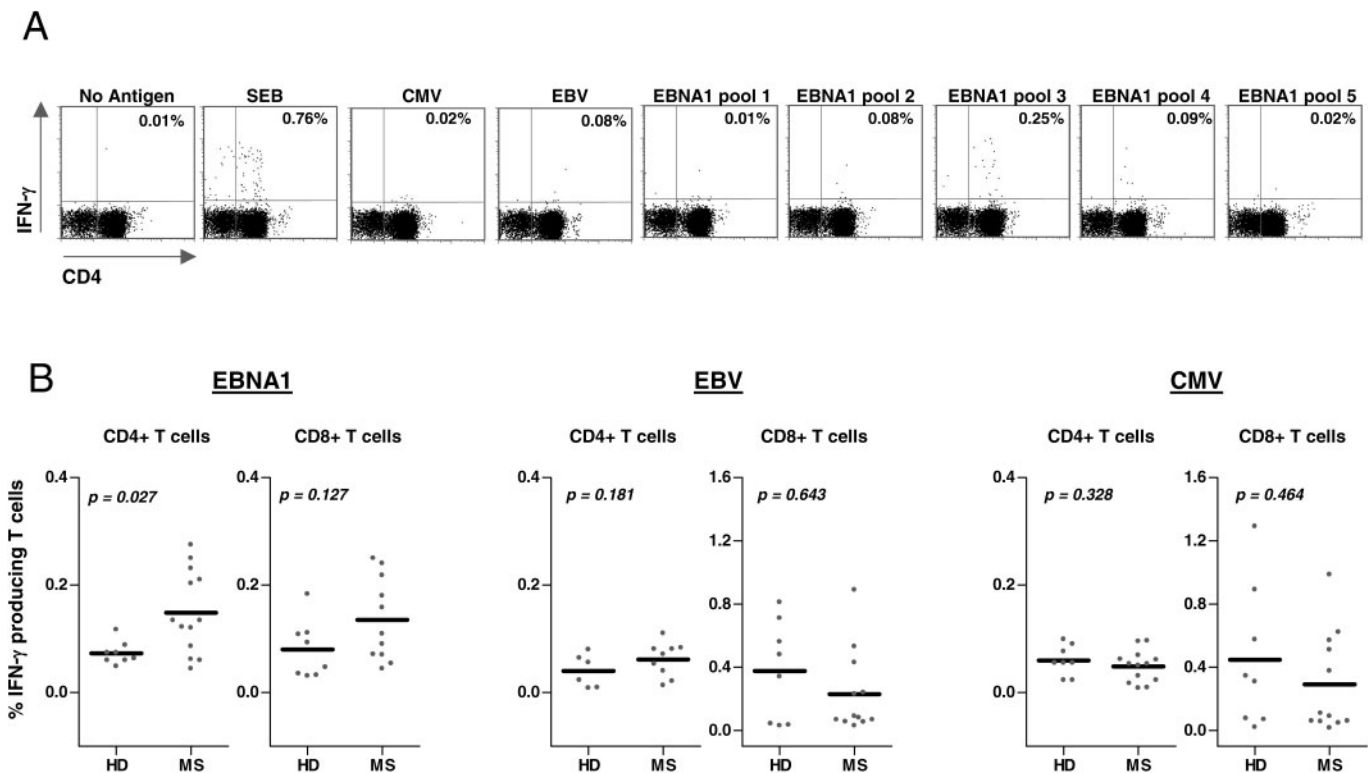 A
No Antigen SEB CMV EBV EBNA1 pool 1 EBNA1 pool 2 EBNA1 pool 3 EBNA1 pool 4 EBNA1 pool 5
0.01% 0.76% 0.02% 0.08% 0.01% 0.08% 0.25% 0.09% 0.02%
IFN-γ
CD4
B
EBNA1 EBV CMV
CD4+ T cells CD8+ T cells CD4+ T cells CD8+ T cells CD4+ T cells CD8+ T cells
% IFN-γ producing T cells
0.4
0.2
0.0
p = 0.027
HD MS
0.4
0.2
0.0
p = 0.127
HD MS
0.4
0.2
0.0
p = 0.181
HD MS
1.6
1.2
0.8
0.4
0.0
p = 0.643
HD MS
0.4
0.2
0.0
p = 0.328
HD MS
1.6
1.2
0.8
0.4
0.0
p = 0.464
HD MS